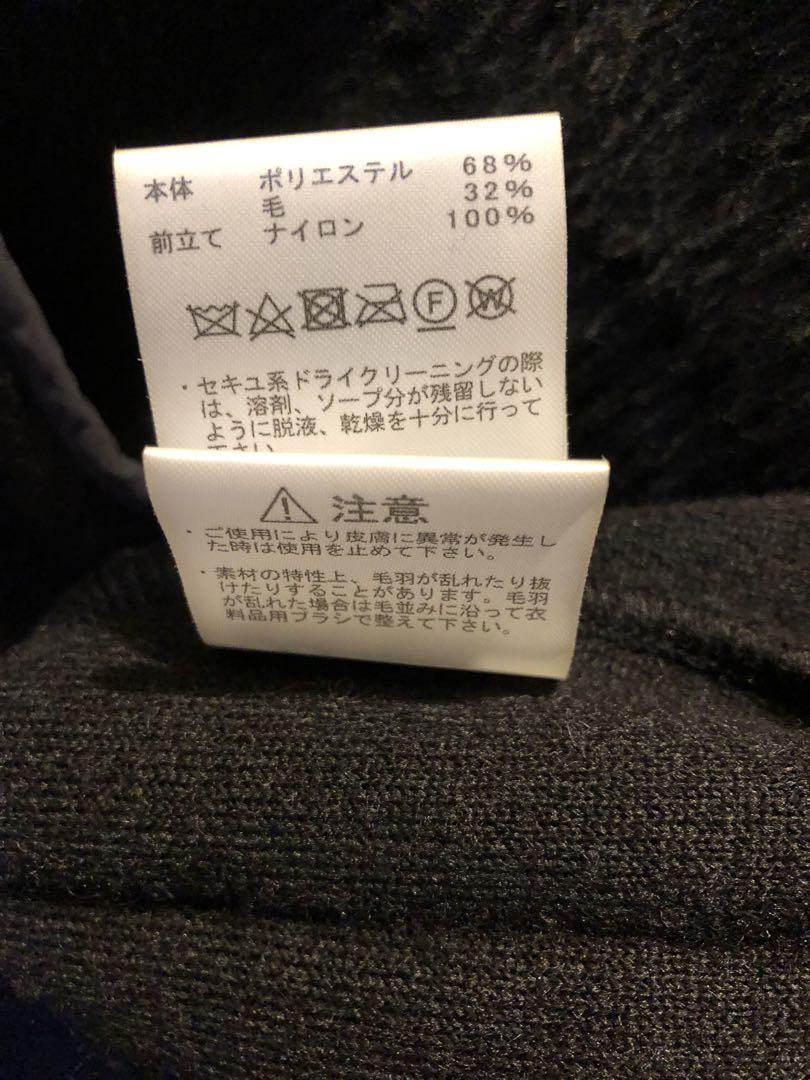 本体 ポリエステル 68%
毛 32%
前立て ナイロン 100%
F W
・セキユ系ドライクリーニングの際
は、溶剤、ソープ分が残留しない
ように脱液、乾燥を十分に行って
下さい
注意
・ご使用により皮膚に異常が発生し
た時は使用を止めて下さい。
・素材の特性上、毛羽が乱れたり抜
けたりすることがあります。毛羽
が乱れた場合は毛並みに沿って衣
料品用ブラシで整えて下さい。